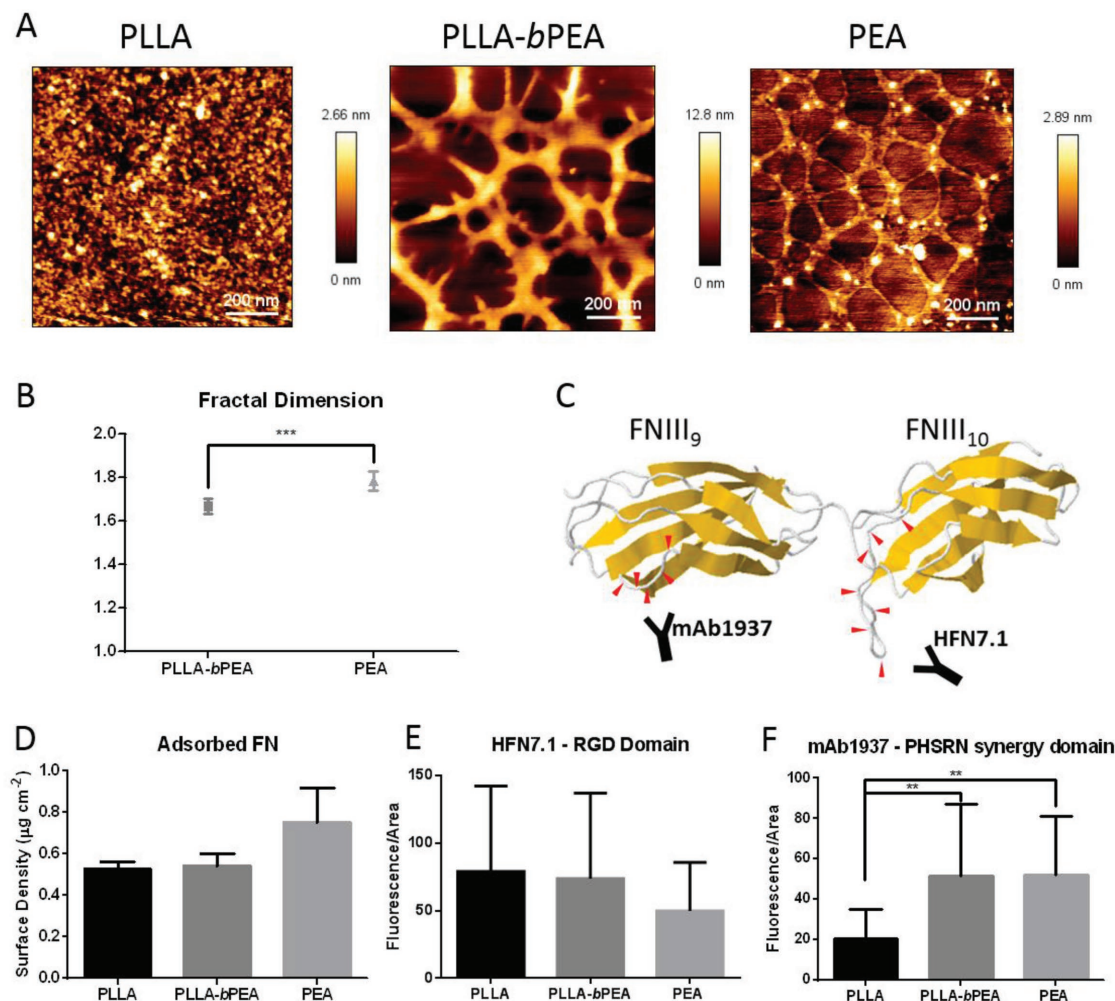 A
PLLA
PLLA-bPEA
PEA
2.66 nm
0 nm
200 nm
12.8 nm
0 nm
200 nm
2.89 nm
0 nm
200 nm
B
Fractal Dimension
***
2.0
1.8
1.6
1.4
1.2
1.0
PLLA-bPEA
PEA
C
FNIII9
FNIII10
mAb1937
HFN7.1
D
Adsorbed FN
Surface Density (µg cm-2)
1.0
0.8
0.6
0.4
0.2
0.0
PLLA
PLLA-bPEA
PEA
E
HFN7.1 - RGD Domain
Fluorescence/Area
150
100
50
0
PLLA
PLLA-bPEA
PEA
F
mAb1937 - PHSRN synergy domain
Fluorescence/Area
100
80
60
40
20
0
**
**
PLLA
PLLA-bPEA
PEA